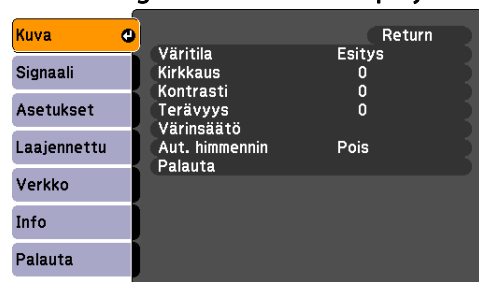 Kuva
Signaali
Asetukset
Laajennettu
Verkko
Info
Palauta
Return
Väritila Esitys
Kirkkaus 0
Kontrasti 0
Terävyys 0
Värinsäätö
Aut. himmennin Pois
Palauta